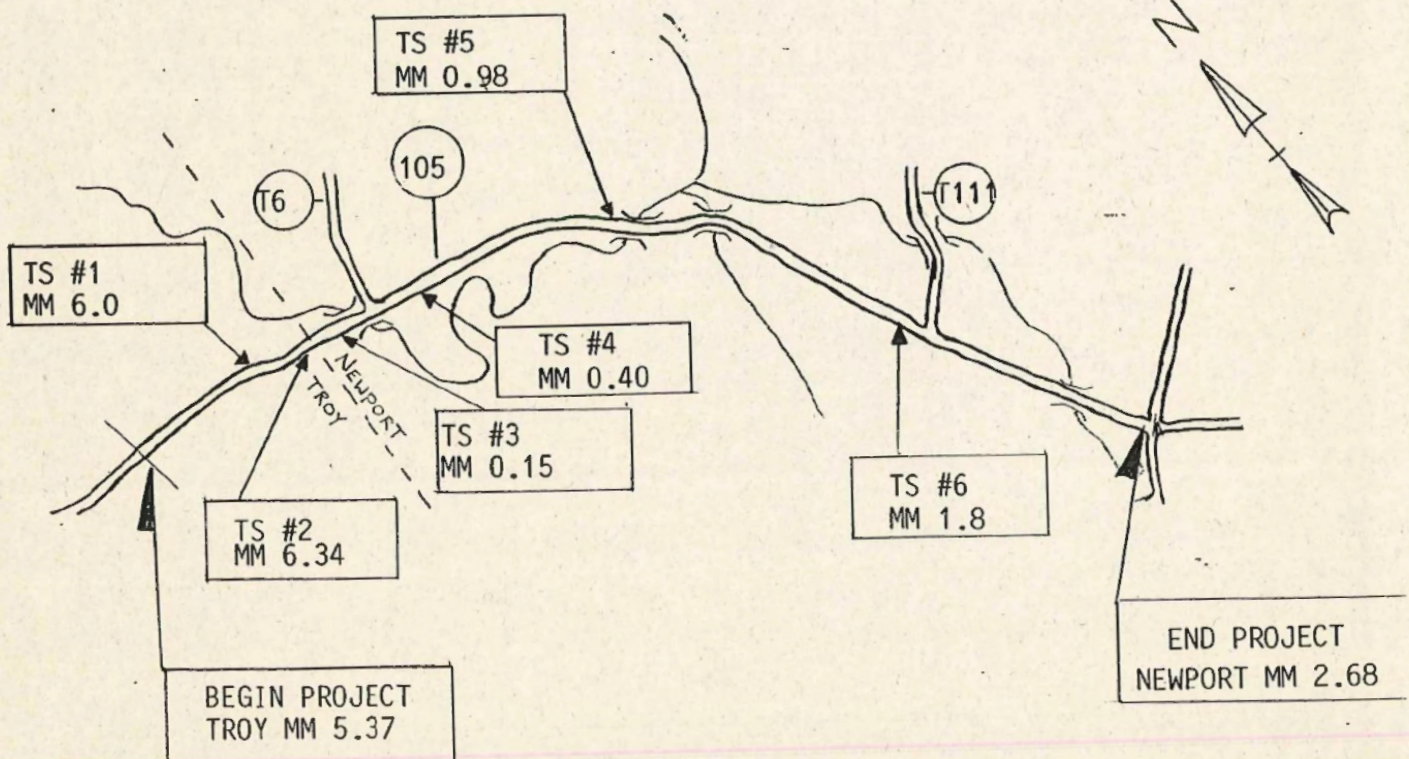 N
TS #5
MM 0.98
105
T6
T111
TS #1
MM 6.0
TS #4
MM 0.40
NEWPORT
TROY
TS #3
MM 0.15
TS #2
MM 6.34
TS #6
MM 1.8
END PROJECT
NEWPORT MM 2.68
BEGIN PROJECT
TROY MM 5.37